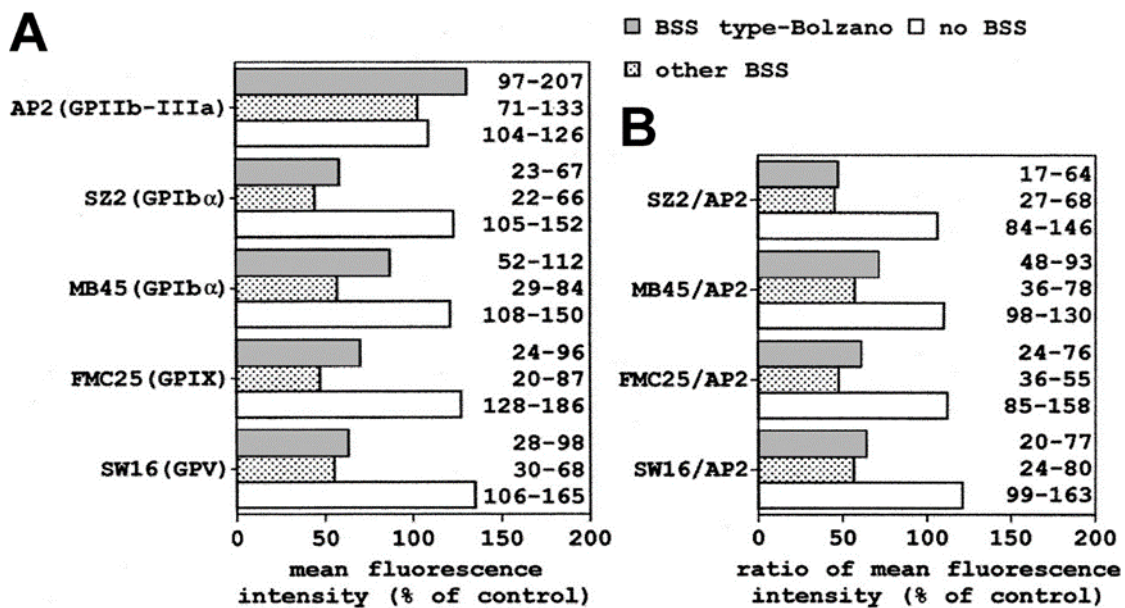 A
BSS type-Bolzano no BSS
other BSS
AP2(GPIIb-IIIa)
97-207
71-133
104-126
SZ2(GPIbα)
23-67
22-66
105-152
MB45(GPIbα)
52-112
29-84
108-150
FMC25(GPIX)
24-96
20-87
128-186
SW16(GPV)
28-98
30-68
106-165
0 50 100 150 200
mean fluorescence
intensity (% of control)
B
SZ2/AP2
17-64
27-68
84-146
MB45/AP2
48-93
36-78
98-130
FMC25/AP2
24-76
36-55
85-158
SW16/AP2
20-77
24-80
99-163
0 50 100 150 200
ratio of mean fluorescence
intensity (% of control)